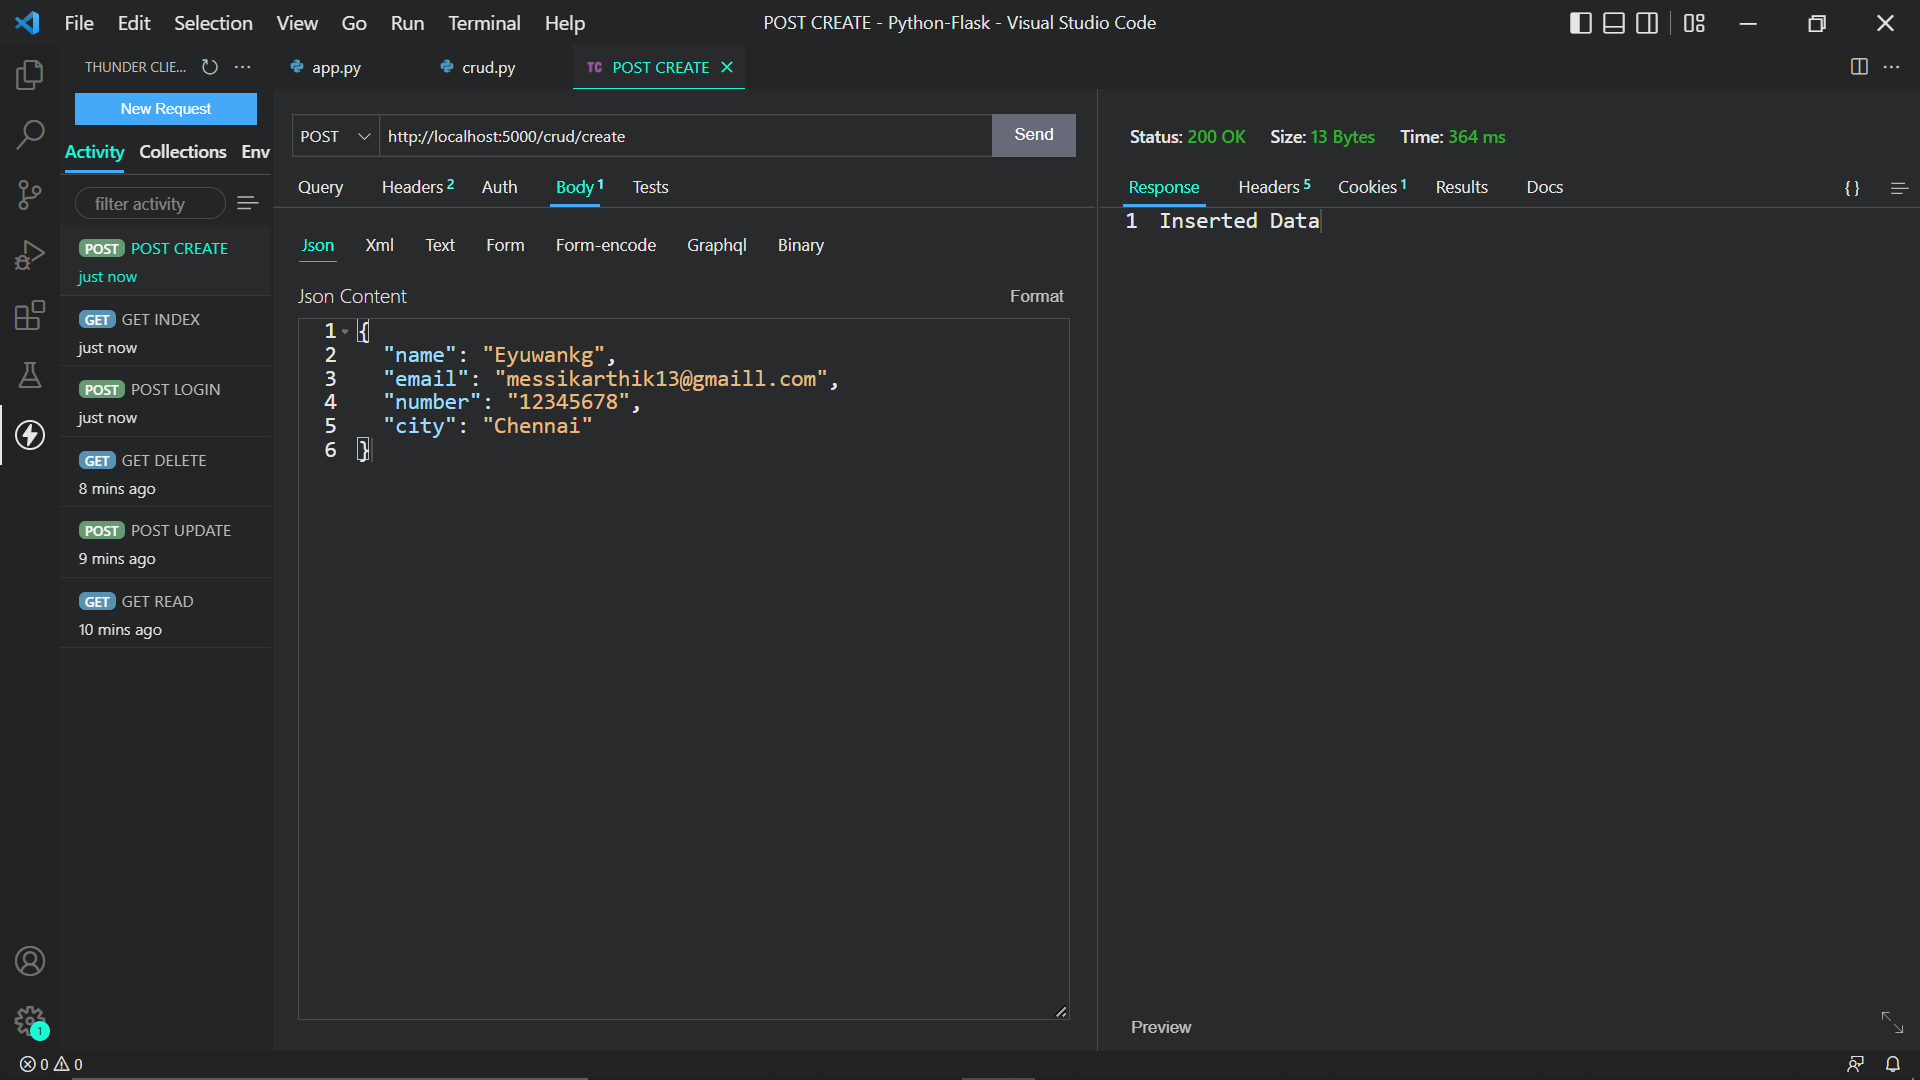 File Edit Selection View Go Run Terminal Help
POST CREATE - Python-Flask - Visual Studio Code
THUNDER CLIE...
New Request
Activity Collections Env
filter activity
POST POST CREATE
just now
GET GET INDEX
just now
POST POST LOGIN
just now
GET GET DELETE
8 mins ago
POST POST UPDATE
9 mins ago
GET GET READ
10 mins ago
app.py crud.py TC POST CREATE
POST http://localhost:5000/crud/create Send
Query Headers 2 Auth Body 1 Tests
Json Xml Text Form Form-encode Graphql Binary
Json Content Format
1 {
2 "name": "Eyuwankg",
3 "email": "messikarthik13@gmaill.com",
4 "number": "12345678",
5 "city": "Chennai"
6 }
Status: 200 OK Size: 13 Bytes Time: 364 ms
Response Headers 5 Cookies 1 Results Docs { }
1 Inserted Data
Preview
1
0 0